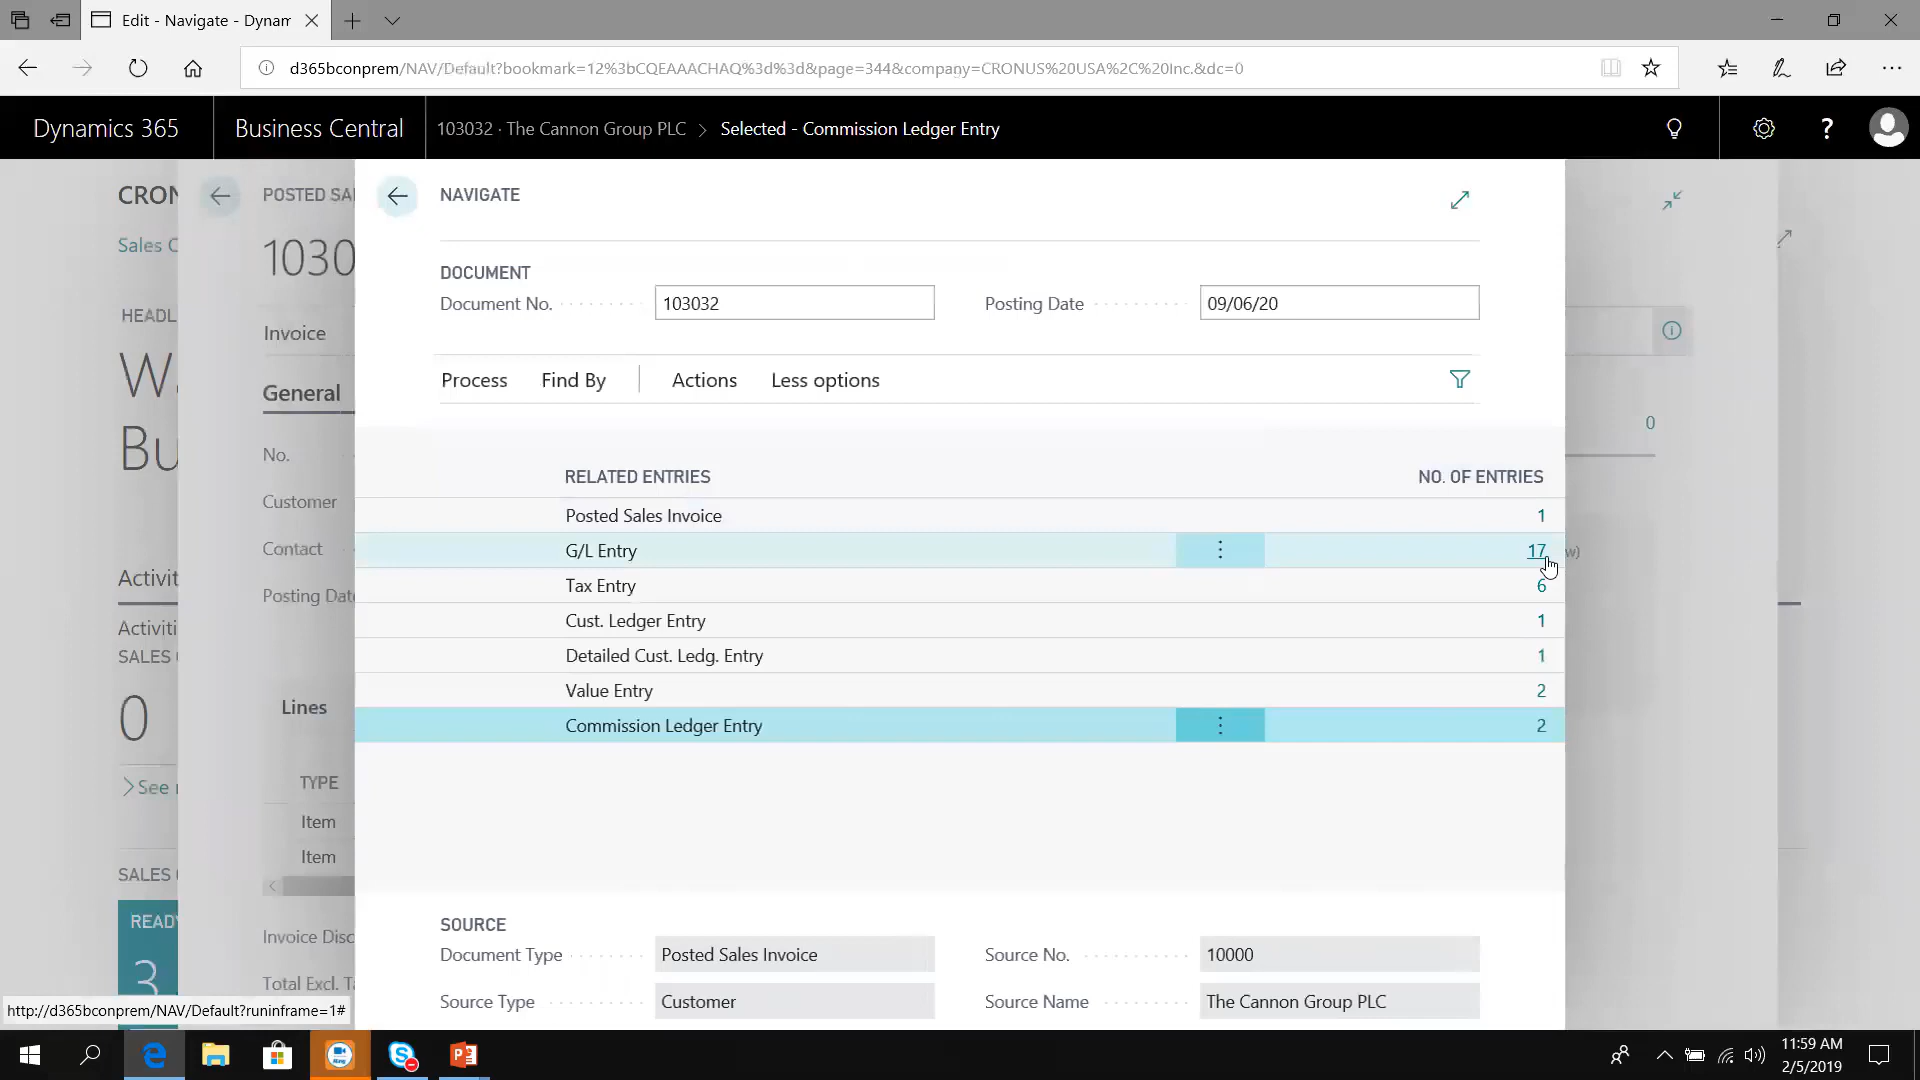 Edit - Navigate - Dynan
d365bconprem/NAV/Default?bookmark=12%3bCQEAAACHAQ%3d%3d&page=344&company=CRONUS%20USA%2C%20Inc.&dc=0
Dynamics 365
Business Central
103032 · The Cannon Group PLC > Selected - Commission Ledger Entry
?
CRON
Sales C
HEADL
W
Bu
Activit
Activiti
SALES
0
See
SALES
READY
3
POSTED SA
1030
Invoice
General
No.
Customer
Contact
Posting Date
Lines
TYPE
Item
Item
Invoice Disc
Total Excl. Ta
NAVIGATE
DOCUMENT
Document No.
103032
Posting Date
09/06/20
Process
Find By
Actions
Less options
RELATED ENTRIES
NO. OF ENTRIES
Posted Sales Invoice
1
G/L Entry
17
Tax Entry
6
Cust. Ledger Entry
1
Detailed Cust. Ledg. Entry
1
Value Entry
2
Commission Ledger Entry
2
SOURCE
Document Type
Posted Sales Invoice
Source No.
10000
Source Type
Customer
Source Name
The Cannon Group PLC
0
w)
http://d365bconprem/NAV/Default?runinframe=1#
11:59 AM
2/5/2019